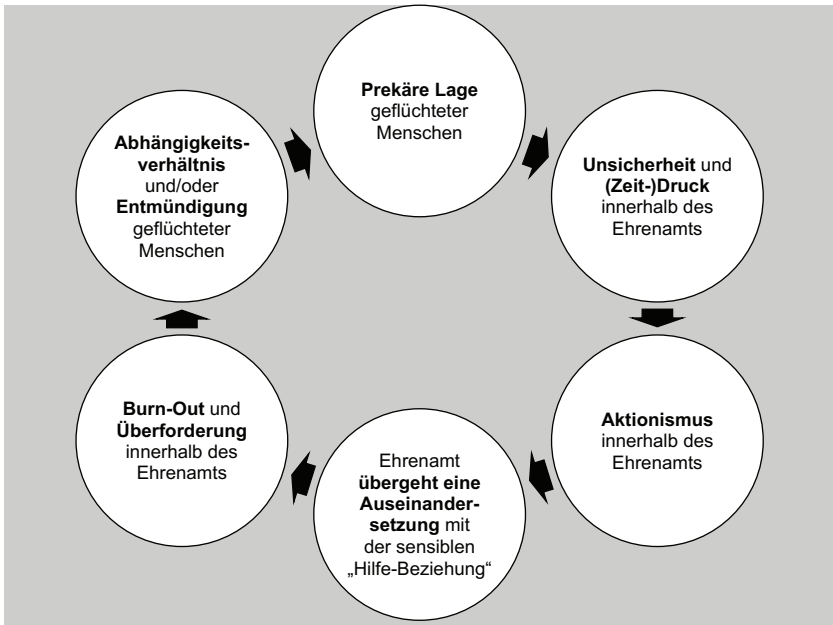 Prekäre Lage
geflüchteter
Menschen
Unsicherheit und
(Zeit-)Druck
innerhalb des
Ehrenamts
Aktionismus
innerhalb des
Ehrenamts
Ehrenamt
übergeht eine
Auseinander-
setzung mit
der sensiblen
„Hilfe-Beziehung“
Burn-Out und
Überforderung
innerhalb des
Ehrenamts
Abhängigkeits-
verhältnis
und/oder
Entmündigung
geflüchteter
Menschen